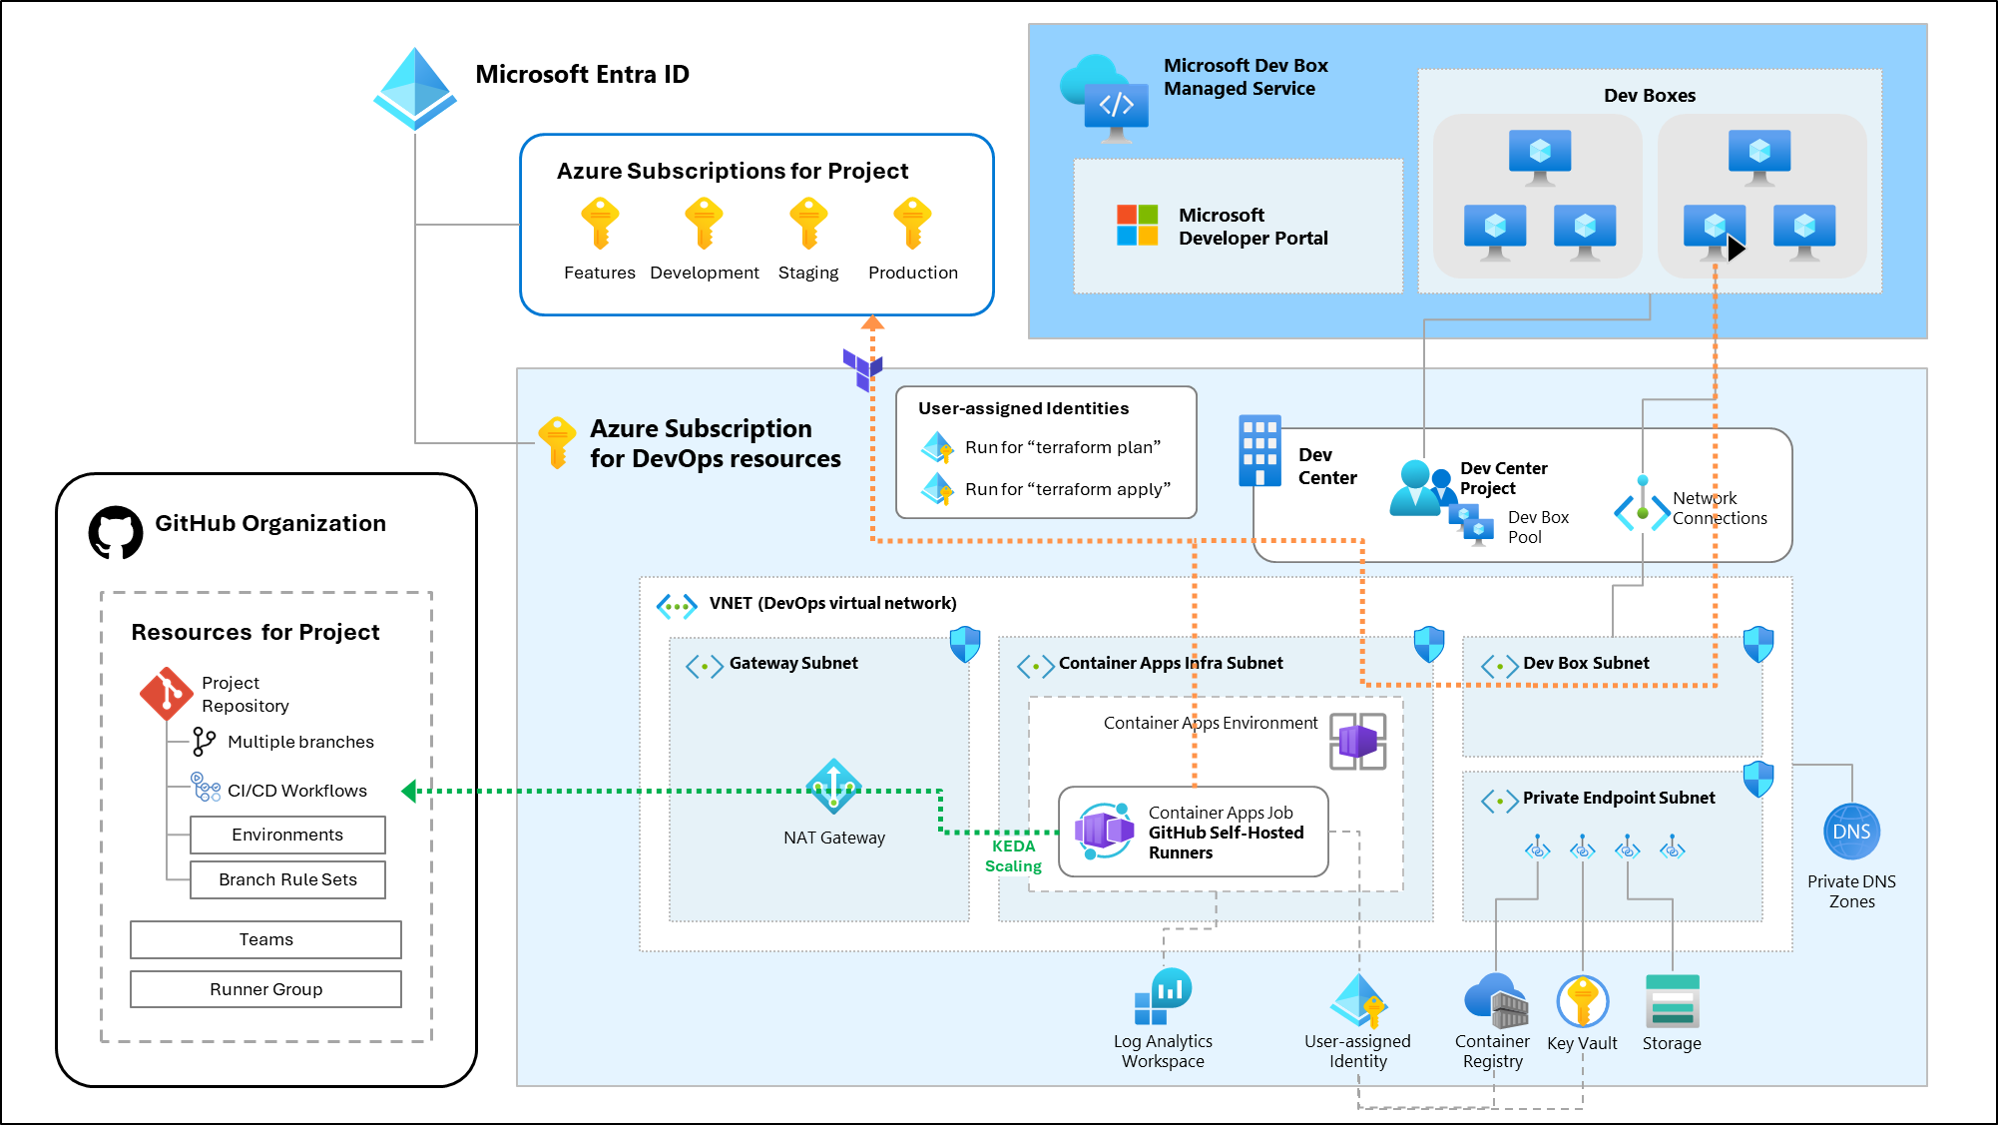 Microsoft Entra ID
Azure Subscriptions for Project
Features
Development
Staging
Production
Microsoft Dev Box
Managed Service
Microsoft
Developer Portal
Dev Boxes
Azure Subscription
for DevOps resources
User-assigned Identities
Run for “terraform plan”
Run for “terraform apply”
Dev
Center
Dev Center
Project
Dev Box
Pool
Network
Connections
GitHub Organization
Resources for Project
Project
Repository
Multiple branches
CI/CD Workflows
Environments
Branch Rule Sets
Teams
Runner Group
VNET (DevOps virtual network)
Gateway Subnet
NAT Gateway
Container Apps Infra Subnet
Container Apps Environment
Container Apps Job
GitHub Self-Hosted
Runners
KEDA
Scaling
Dev Box Subnet
Private Endpoint Subnet
DNS
Private DNS
Zones
Log Analytics
Workspace
User-assigned
Identity
Container
Registry
Key Vault
Storage